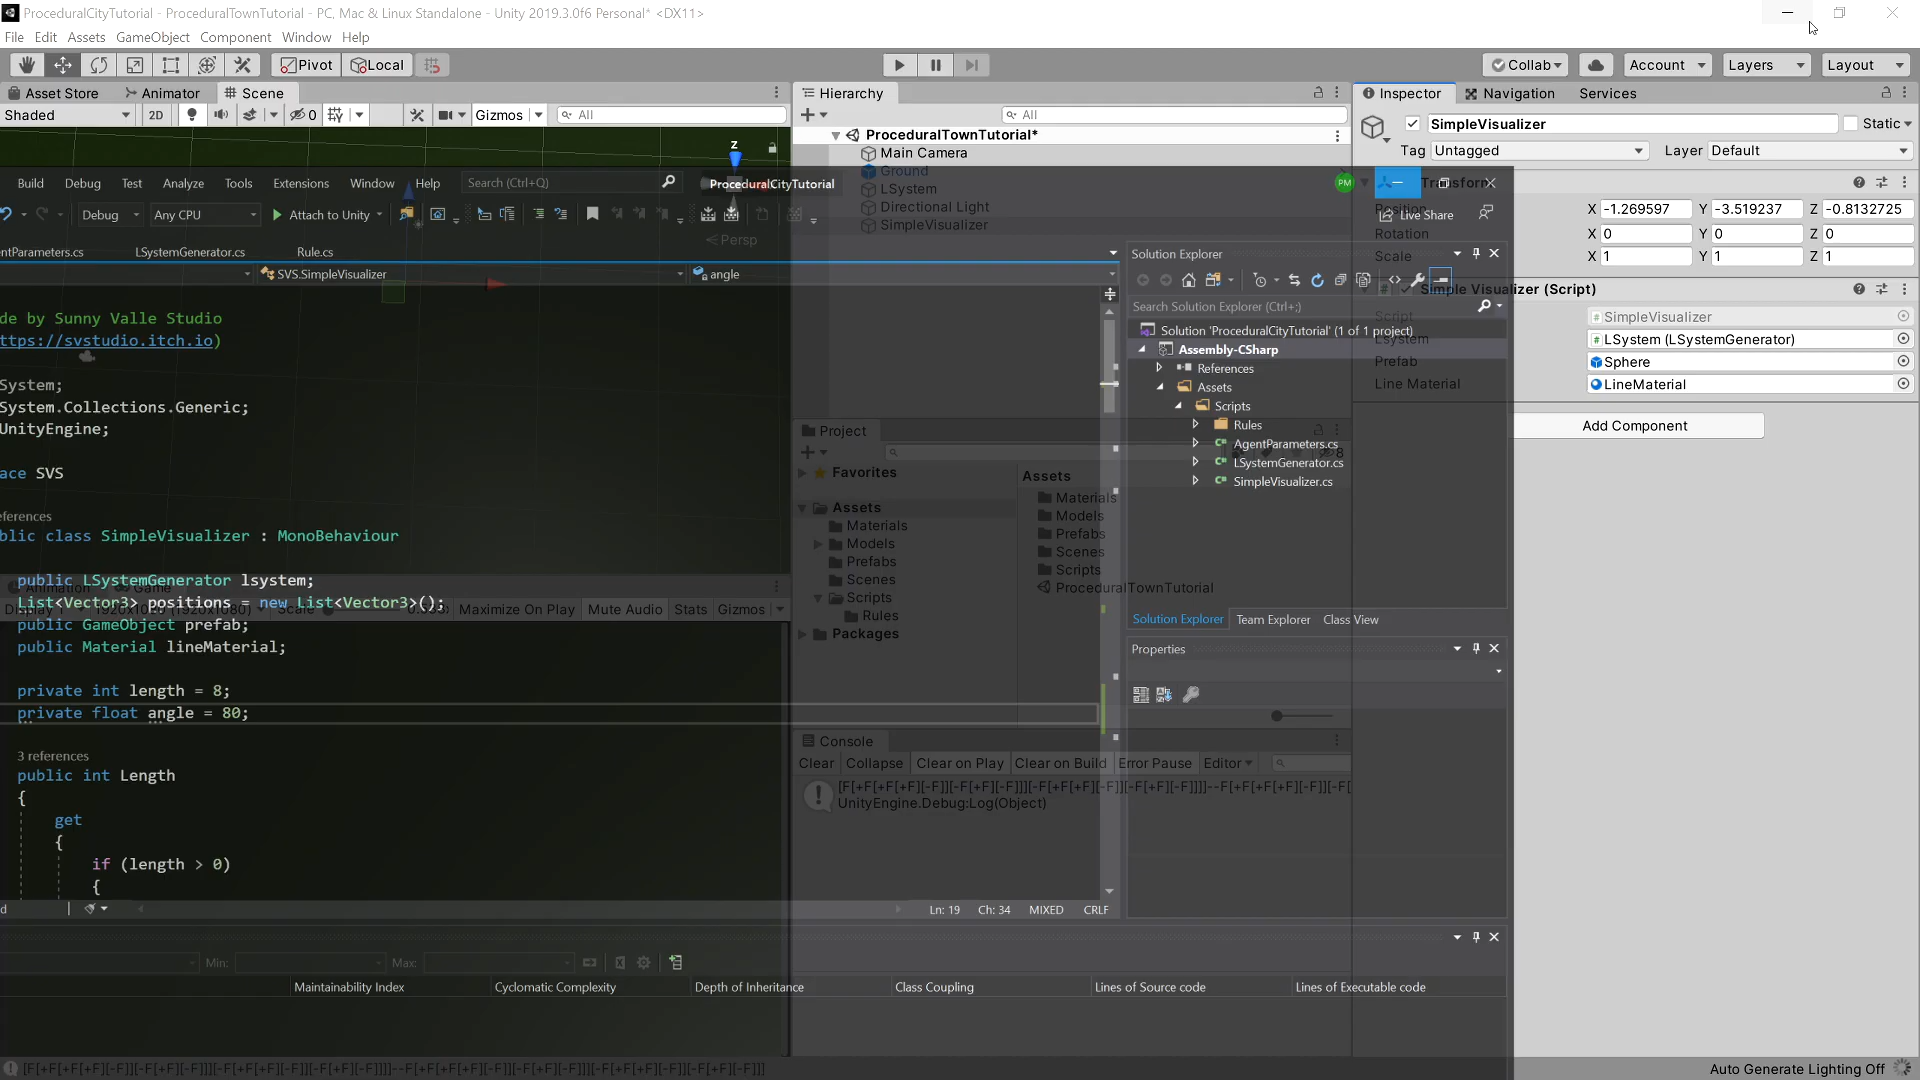 ProceduralCityTutorial - ProceduralTownTutorial - PC, Mac & Linux Standalone - Unity 2019.3.0f6 Personal* <DX11>
File Edit Assets GameObject Component Window Help
Pivot Local Collab Account Layers Layout
Asset Store Animator Scene Hierarchy Inspector Navigation Services
Shaded 2D 0 Gizmos All All
SimpleVisualizer Static
ProceduralTownTutorial*
Tag Untagged Layer Default
Main Camera
Ground
LSystem
Directional Light
SimpleVisualizer
z
Persp
Transform
Position X -1.269597 Y -3.519237 Z -0.8132725
Rotation X 0 Y 0 Z 0
Scale X 1 Y 1 Z 1
Simple Visualizer (Script)
Script SimpleVisualizer
Lsystem LSystem (LSystemGenerator)
Prefab Sphere
Line Material LineMaterial
Add Component
Build Debug Test Analyze Tools Extensions Window Help Search (Ctrl+Q) ProceduralCityTutorial PM
Debug Any CPU Attach to Unity Live Share
ntParameters.cs LSystemGenerator.cs Rule.cs
SVS.SimpleVisualizer angle
Solution Explorer
Search Solution Explorer (Ctrl+;)
Solution 'ProceduralCityTutorial' (1 of 1 project)
Assembly-CSharp
References
Assets
Scripts
Rules
AgentParameters.cs
LSystemGenerator.cs
SimpleVisualizer.cs
Solution Explorer Team Explorer Class View
Properties
de by Sunny Valle Studio
ttps://svstudio.itch.io)
System;
System.Collections.Generic;
UnityEngine;
ace SVS
eferences
blic class SimpleVisualizer : MonoBehaviour
public LSystemGenerator lsystem;
List<Vector3> positions = new List<Vector3>();
public GameObject prefab;
public Material lineMaterial;
private int length = 8;
private float angle = 80;
3 references
public int Length
{
get
{
if (length > 0)
{
Maximize On Play Mute Audio Stats Gizmos
Project
8
Favorites
Assets
Materials
Models
Prefabs
Scenes
Scripts
Rules
Packages
Assets
Materials
Models
Prefabs
Scenes
Scripts
ProceduralTownTutorial
Console
Clear Collapse Clear on Play Clear on Build Error Pause Editor
UnityEngine.Debug:Log(Object)
d Ln: 19 Ch: 34 MIXED CRLF
Min: Max:
Maintainability Index Cyclomatic Complexity Depth of Inheritance Class Coupling Lines of Source code Lines of Executable code
Auto Generate Lighting Off